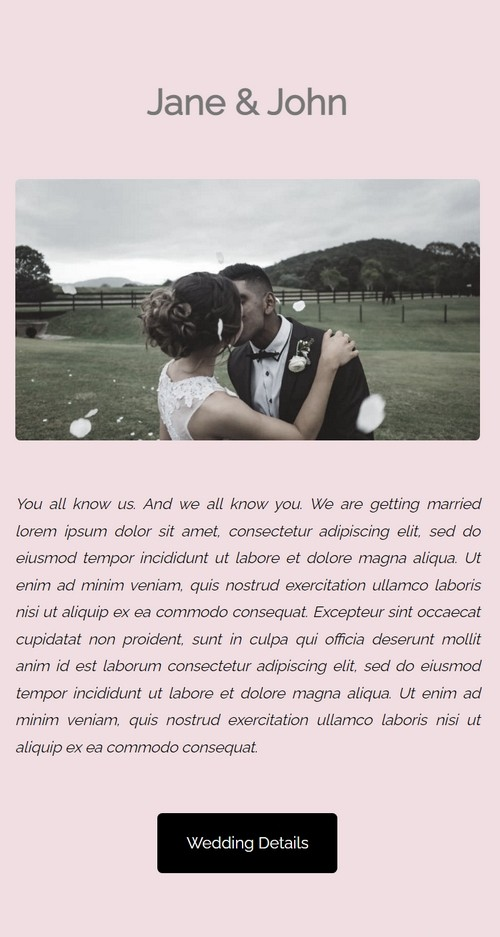 Jane & John
You all know us. And we all know you. We are getting married
lorem ipsum dolor sit amet, consectetur adipiscing elit, sed do
eiusmod tempor incididunt ut labore et dolore magna aliqua. Ut
enim ad minim veniam, quis nostrud exercitation ullamco laboris
nisi ut aliquip ex ea commodo consequat. Excepteur sint occaecat
cupidatat non proident, sunt in culpa qui officia deserunt mollit
anim id est laborum consectetur adipiscing elit, sed do eiusmod
tempor incididunt ut labore et dolore magna aliqua. Ut enim ad
minim veniam, quis nostrud exercitation ullamco laboris nisi ut
aliquip ex ea commodo consequat.
Wedding Details